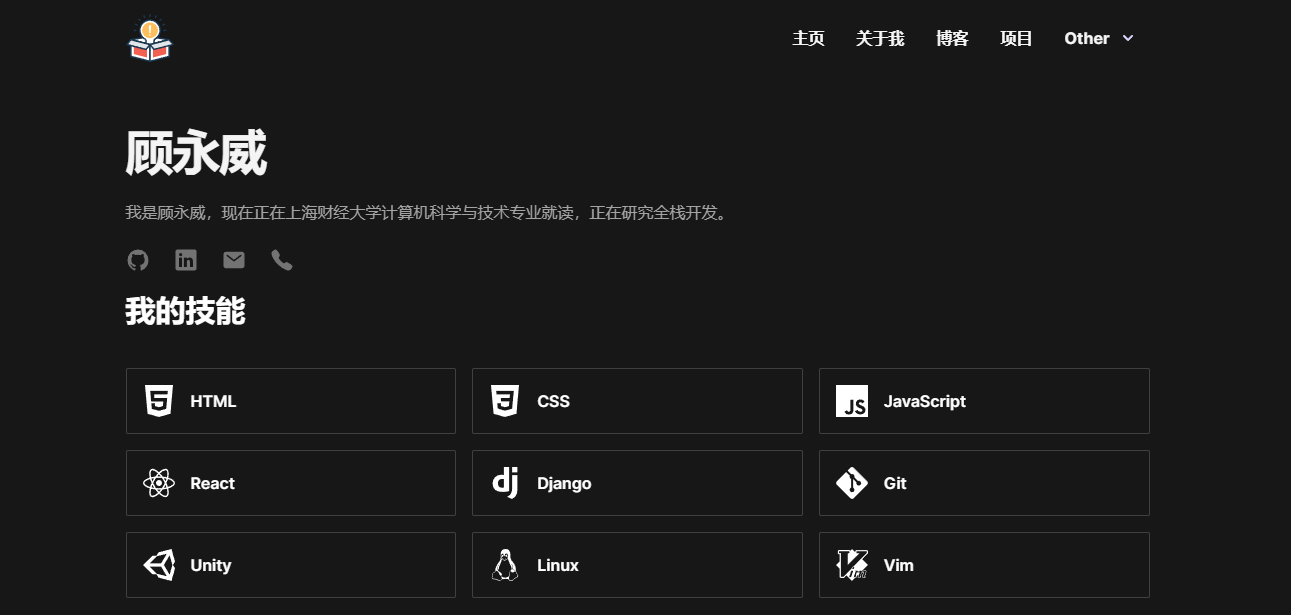 主页 关于我 博客 项目 Other
顾永威
我是顾永威，现在正在上海财经大学计算机科学与技术专业就读，正在研究全栈开发。
in
我的技能
HTML CSS JS JavaScript
React dj Django Git
Unity Linux Vim